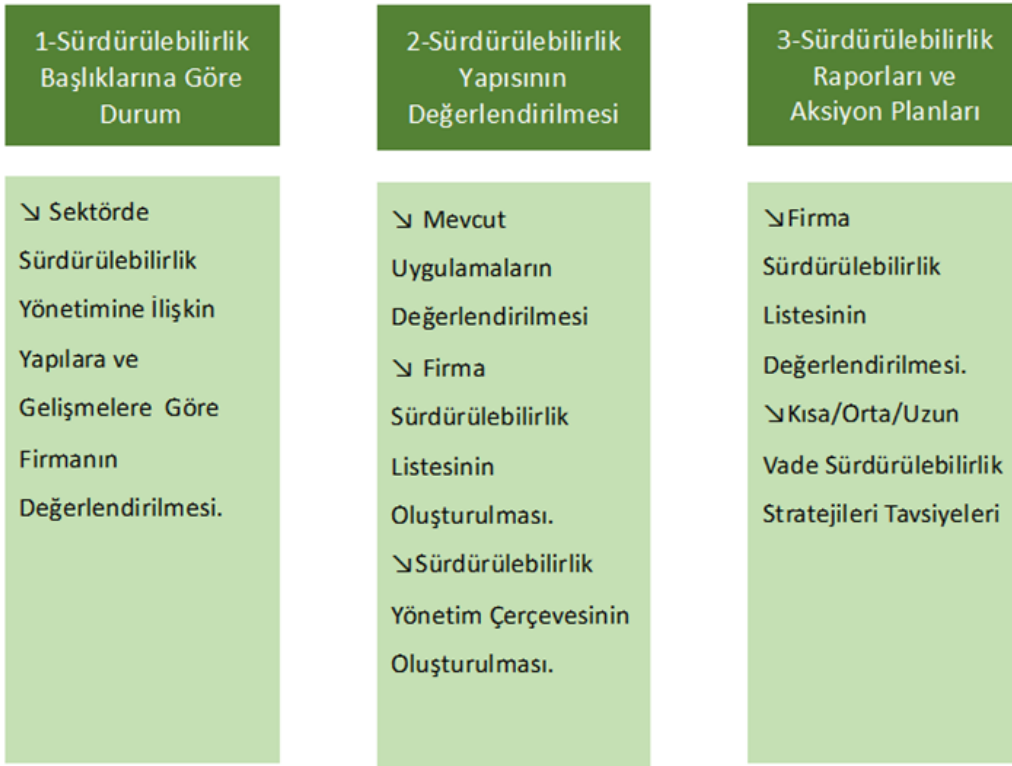 1-Sürdürülebilirlik
Başlıklarına Göre
Durum
↘ Sektörde
Sürdürülebilirlik
Yönetimine İlişkin
Yapılara ve
Gelişmelere  Göre
Firmanın
Değerlendirilmesi.
2-Sürdürülebilirlik
Yapısının
Değerlendirilmesi
↘ Mevcut
Uygulamaların
Değerlendirilmesi
↘ Firma
Sürdürülebilirlik
Listesinin
Oluşturulması.
↘Sürdürülebilirlik
Yönetim Çerçevesinin
Oluşturulması.
3-Sürdürülebilirlik
Raporları ve
Aksiyon Planları
↘Firma
Sürdürülebilirlik
Listesinin
Değerlendirilmesi.
↘Kısa/Orta/Uzun
Vade Sürdürülebilirlik
Stratejileri Tavsiyeleri